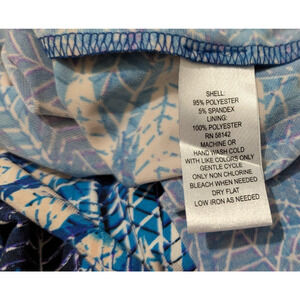 SHELL:
95% POLYESTER
5% SPANDEX
LINING:
100% POLYESTER
RN 58142
MACHINE OR
HAND WASH COLD
WITH LIKE COLORS ONLY
GENTLE CYCLE
ONLY NON CHLORINE
BLEACH WHEN NEEDED
DRY FLAT
LOW IRON AS NEEDED